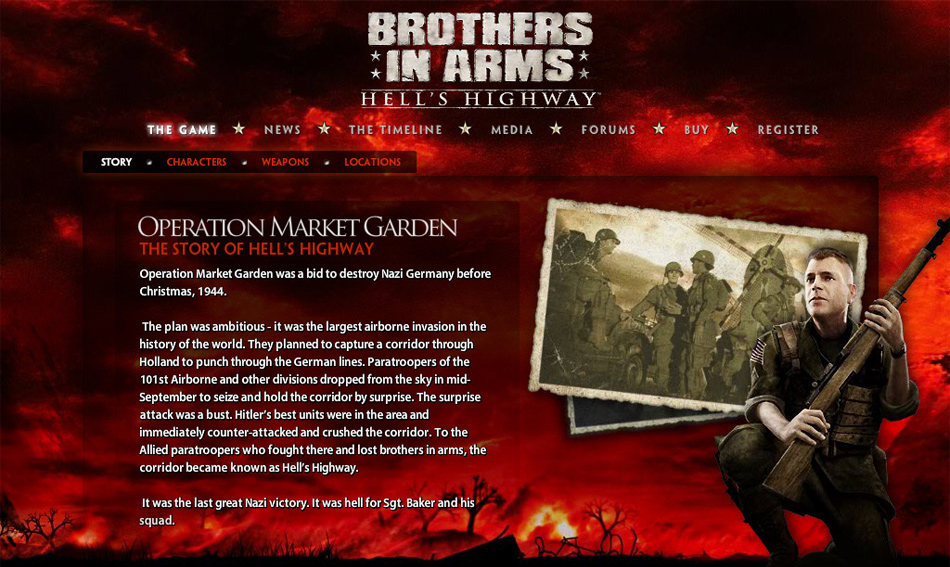 BROTHERS
IN ARMS
HELL'S HIGHWAY™
THE GAME NEWS THE TIMELINE MEDIA FORUMS BUY REGISTER
STORY CHARACTERS WEAPONS LOCATIONS
OPERATION MARKET GARDEN
THE STORY OF HELL'S HIGHWAY
Operation Market Garden was a bid to destroy Nazi Germany before
Christmas, 1944.
The plan was ambitious - it was the largest airborne invasion in the
history of the world. They planned to capture a corridor through
Holland to punch through the German lines. Paratroopers of the
101st Airborne and other divisions dropped from the sky in mid-
September to seize and hold the corridor by surprise. The surprise
attack was a bust. Hitler's best units were in the area and
immediately counter-attacked and crushed the corridor. To the
Allied paratroopers who fought there and lost brothers in arms, the
corridor became known as Hell's Highway.
It was the last great Nazi victory. It was hell for Sgt. Baker and his
squad.